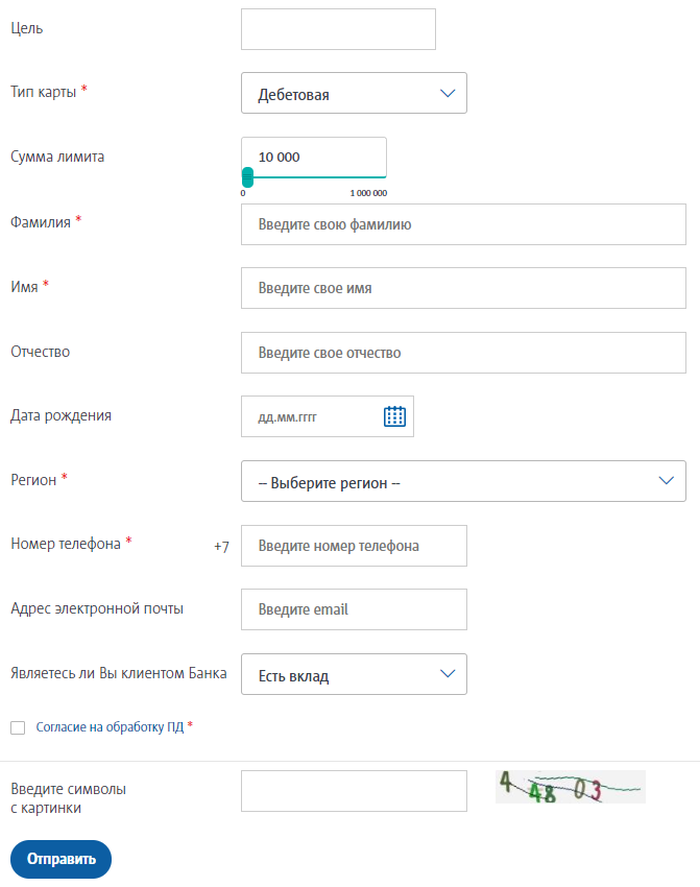 Цель
Тип карты *
Дебетовая
Сумма лимита
10 000
0 1 000 000
Фамилия *
Введите свою фамилию
Имя *
Введите свое имя
Отчество
Введите свое отчество
Дата рождения
дд.мм.гггг
Регион *
-- Выберите регион --
Номер телефона *
+7
Введите номер телефона
Адрес электронной почты
Введите email
Являетесь ли Вы клиентом Банка
Есть вклад
Согласие на обработку ПД *
Введите символы
с картинки
4 48 03
Отправить